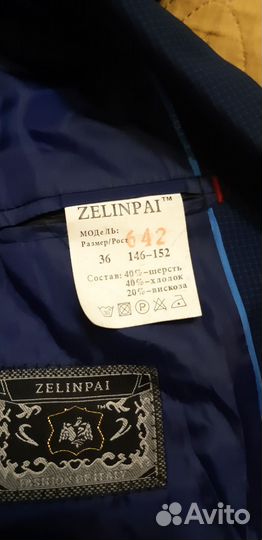 ZELINPAI™
МОДЕЛЬ:
Размер/Рост: 642
36 146-152
Состав: 40%-шерсть
40%-хлопок
20%-вискоза
ZELINPAI
FASHION OF ITALY
Avito